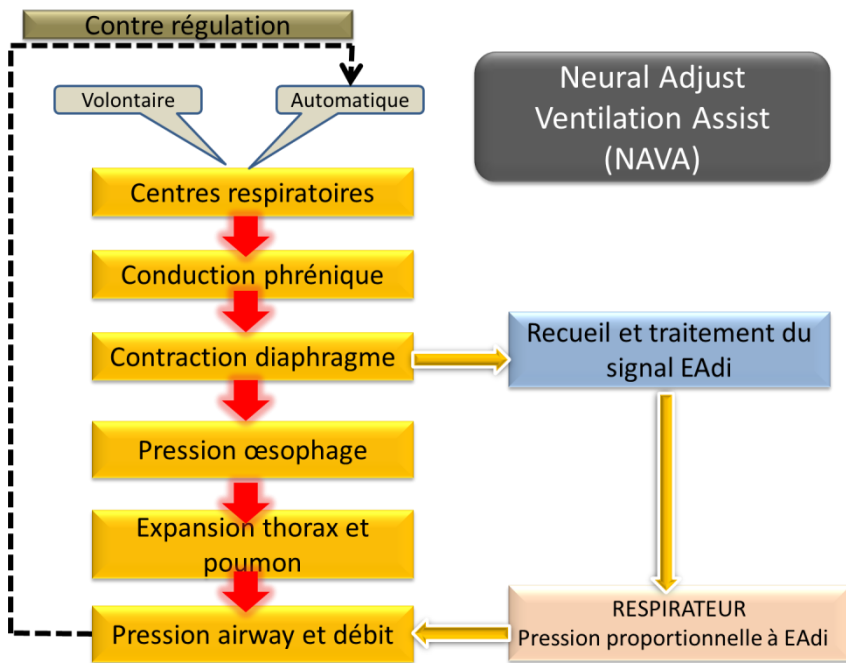 Contre régulation
Volontaire
Automatique
Neural Adjust
Ventilation Assist
(NAVA)
Centres respiratoires
Conduction phrénique
Contraction diaphragme
Recueil et traitement du
signal EAdi
Pression œsophage
Expansion thorax et
poumon
Pression airway et débit
RESPIRATEUR
Pression proportionnelle à EAdi